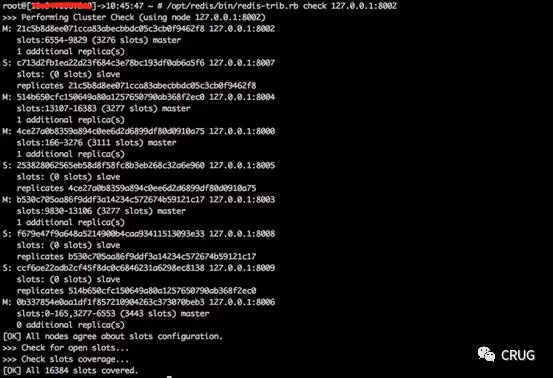 root@[
]->10:45:47 ~ # /opt/redis/bin/redis-trib.rb check 127.0.0.1:8002
>>> Performing Cluster Check (using node 127.0.0.1:8002)
M: 21c5b8d8ee071cca83abecbbdc05c3cb0f9462f8 127.0.0.1:8002
slots:6554-9829 (3276 slots) master
1 additional replica(s)
S: c713d2fb1ea22d23f684c3e78bc193df0ab6a5f6 127.0.0.1:8007
slots: (0 slots) slave
replicates 21c5b8d8ee071cca83abecbbdc05c3cb0f9462f8
M: 514b650cfc150649a80a1257650790ab368f2ec0 127.0.0.1:8004
slots:13107-16383 (3277 slots) master
1 additional replica(s)
M: 4ce27a0b8359a894c0ee6d2d6899df80d0910a75 127.0.0.1:8000
slots:166-3276 (3111 slots) master
1 additional replica(s)
S: 253828062565eb58d8f58fc8b3eb268c32a6e960 127.0.0.1:8005
slots: (0 slots) slave
replicates 4ce27a0b8359a894c0ee6d2d6899df80d0910a75
M: b530c705aa86f9ddf3a14234c572674b59121c17 127.0.0.1:8003
slots:9830-13106 (3277 slots) master
1 additional replica(s)
S: f679e47f9a648a5214900b4caa93411513093e33 127.0.0.1:8008
slots: (0 slots) slave
replicates b530c705aa86f9ddf3a14234c572674b59121c17
S: ccf6ae22adb2cf45f8dc0c6846231a6298ec8138 127.0.0.1:8009
slots: (0 slots) slave
replicates 514b650cfc150649a80a1257650790ab368f2ec0
M: 0b337854e0aa1df1f857210904263c373070beb3 127.0.0.1:8006
slots:0-165,3277-6553 (3443 slots) master
0 additional replica(s)
[OK] All nodes agree about slots configuration.
>>> Check for open slots...
>>> Check slots coverage...
[OK] All 16384 slots covered.
CRUG